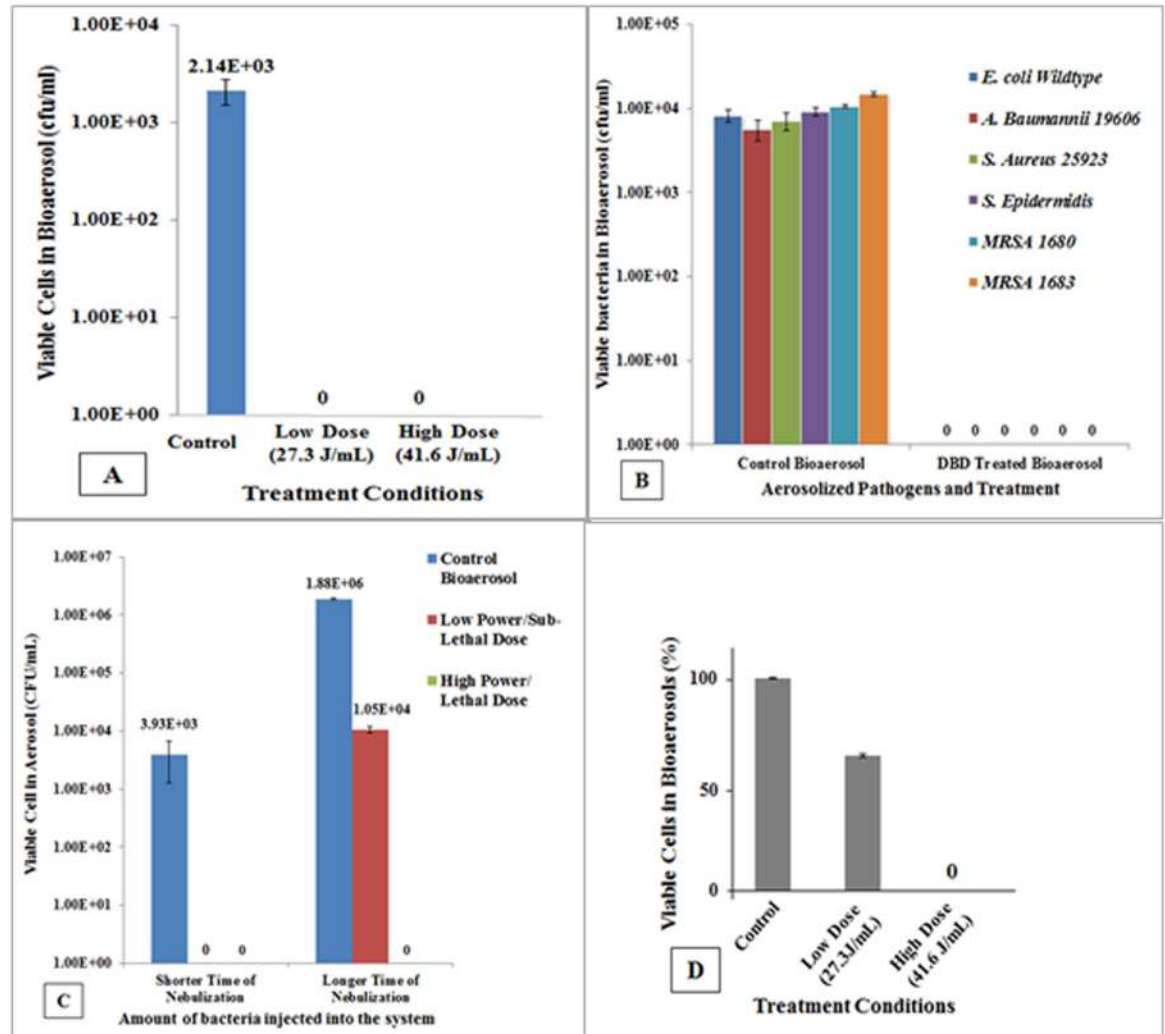 1.00E+04
2.14E+03
1.00E+03
1.00E+02
1.00E+01
1.00E+00
Viable Cells in Bioaerosol (cfu/ml)
0
0
Control
Low Dose
(27.3 J/mL)
High Dose
(41.6 J/mL)
A
Treatment Conditions
1.00E+05
1.00E+04
1.00E+03
1.00E+02
1.00E+01
1.00E+00
Viable bacteria in Bioaerosol (cfu/ml)
E. coli Wildtype
A. Baumannii 19606
S. Aureus 25923
S. Epidermidis
MRSA 1680
MRSA 1683
0 0 0 0 0 0
Control Bioaerosol
DBD Treated Bioaerosol
B
Aerosolized Pathogens and Treatment
1.00E+07
1.00E+06
1.00E+05
1.00E+04
1.00E+03
1.00E+02
1.00E+01
1.00E+00
Viable Cell in Aerosol (CFU/mL)
3.93E+03
1.88E+06
1.05E+04
0 0
0
Control
Bioaerosol
Low Power/Sub-
Lethal Dose
High Power/
Lethal Dose
Shorter Time of
Nebulization
Longer Time of
Nebulization
C
Amount of bacteria injected into the system
Viable Cells in Bioaerosols (%)
100
50
0
0
Control
Low Dose
(27.3J/mL)
High Dose
(41.6 J/mL)
D
Treatment Conditions